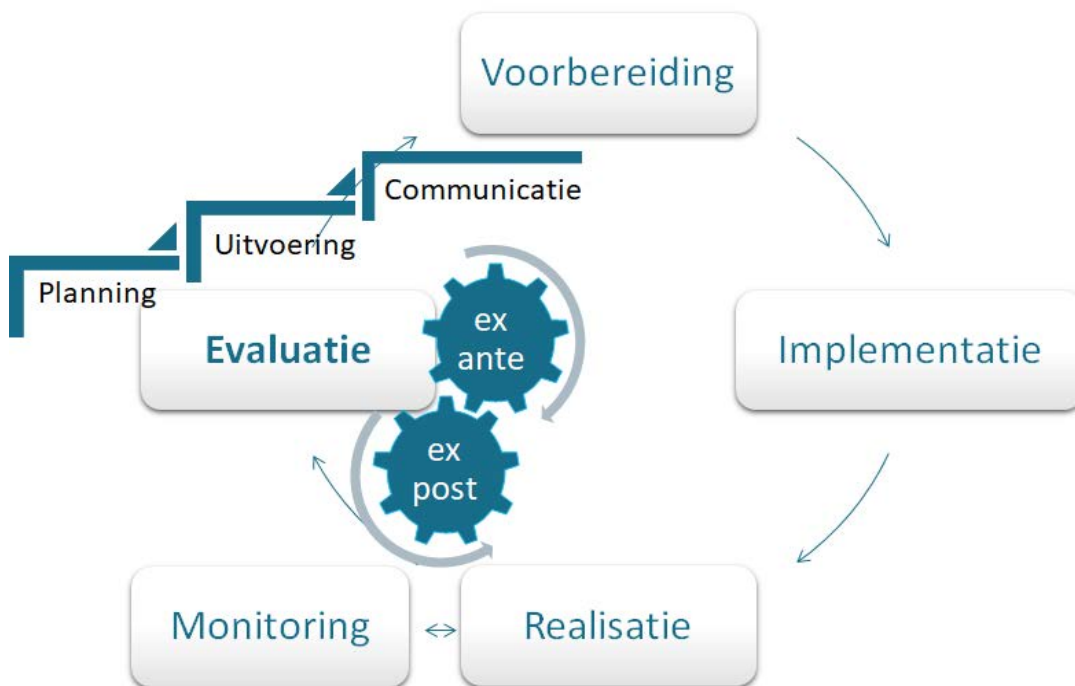 Voorbereiding
Communicatie
Uitvoering
Planning
Evaluatie
ex
ante
Implementatie
ex
post
Monitoring
Realisatie